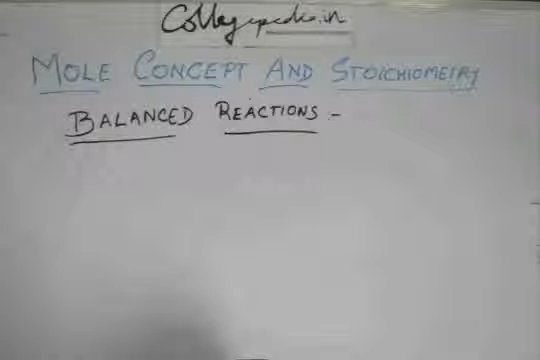 Collegepedia.in
MOLE CONCEPT AND STOICHIOMETRY
BALANCED REACTIONS :-